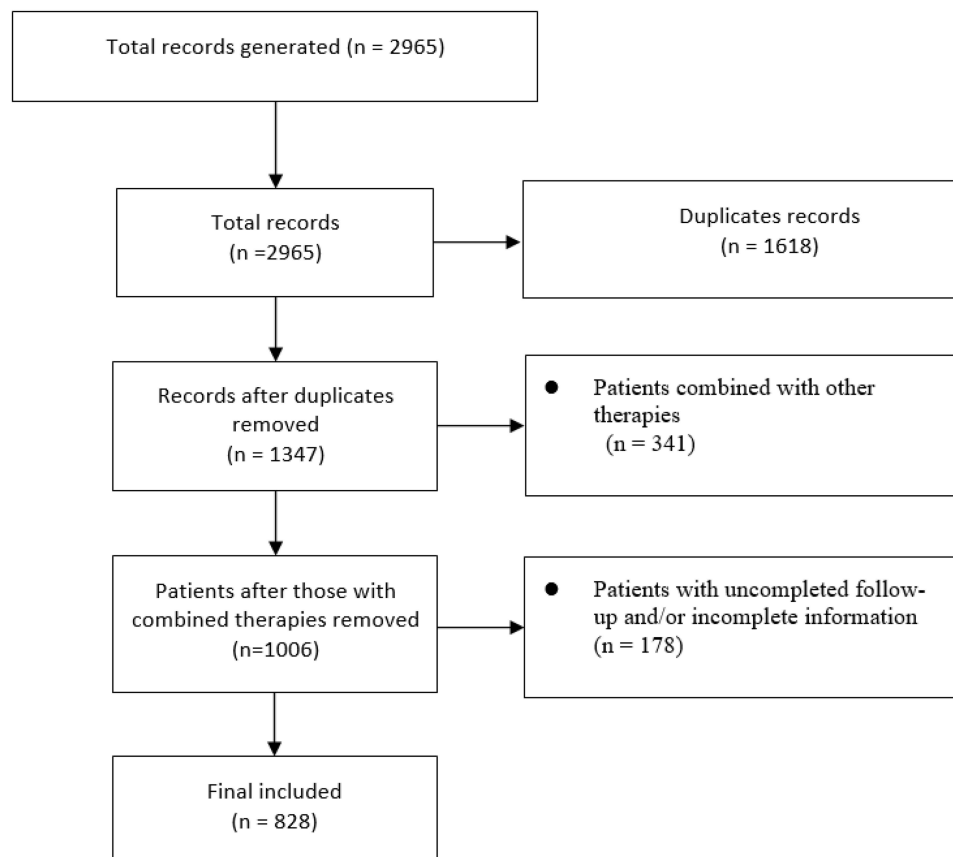 Total records generated (n = 2965)
Total records
(n =2965)
Duplicates records
(n = 1618)
Records after duplicates
removed
(n = 1347)
● Patients combined with other
therapies
(n = 341)
Patients after those with
combined therapies removed
(n=1006)
● Patients with uncompleted follow-
up and/or incomplete information
(n = 178)
Final included
(n = 828)